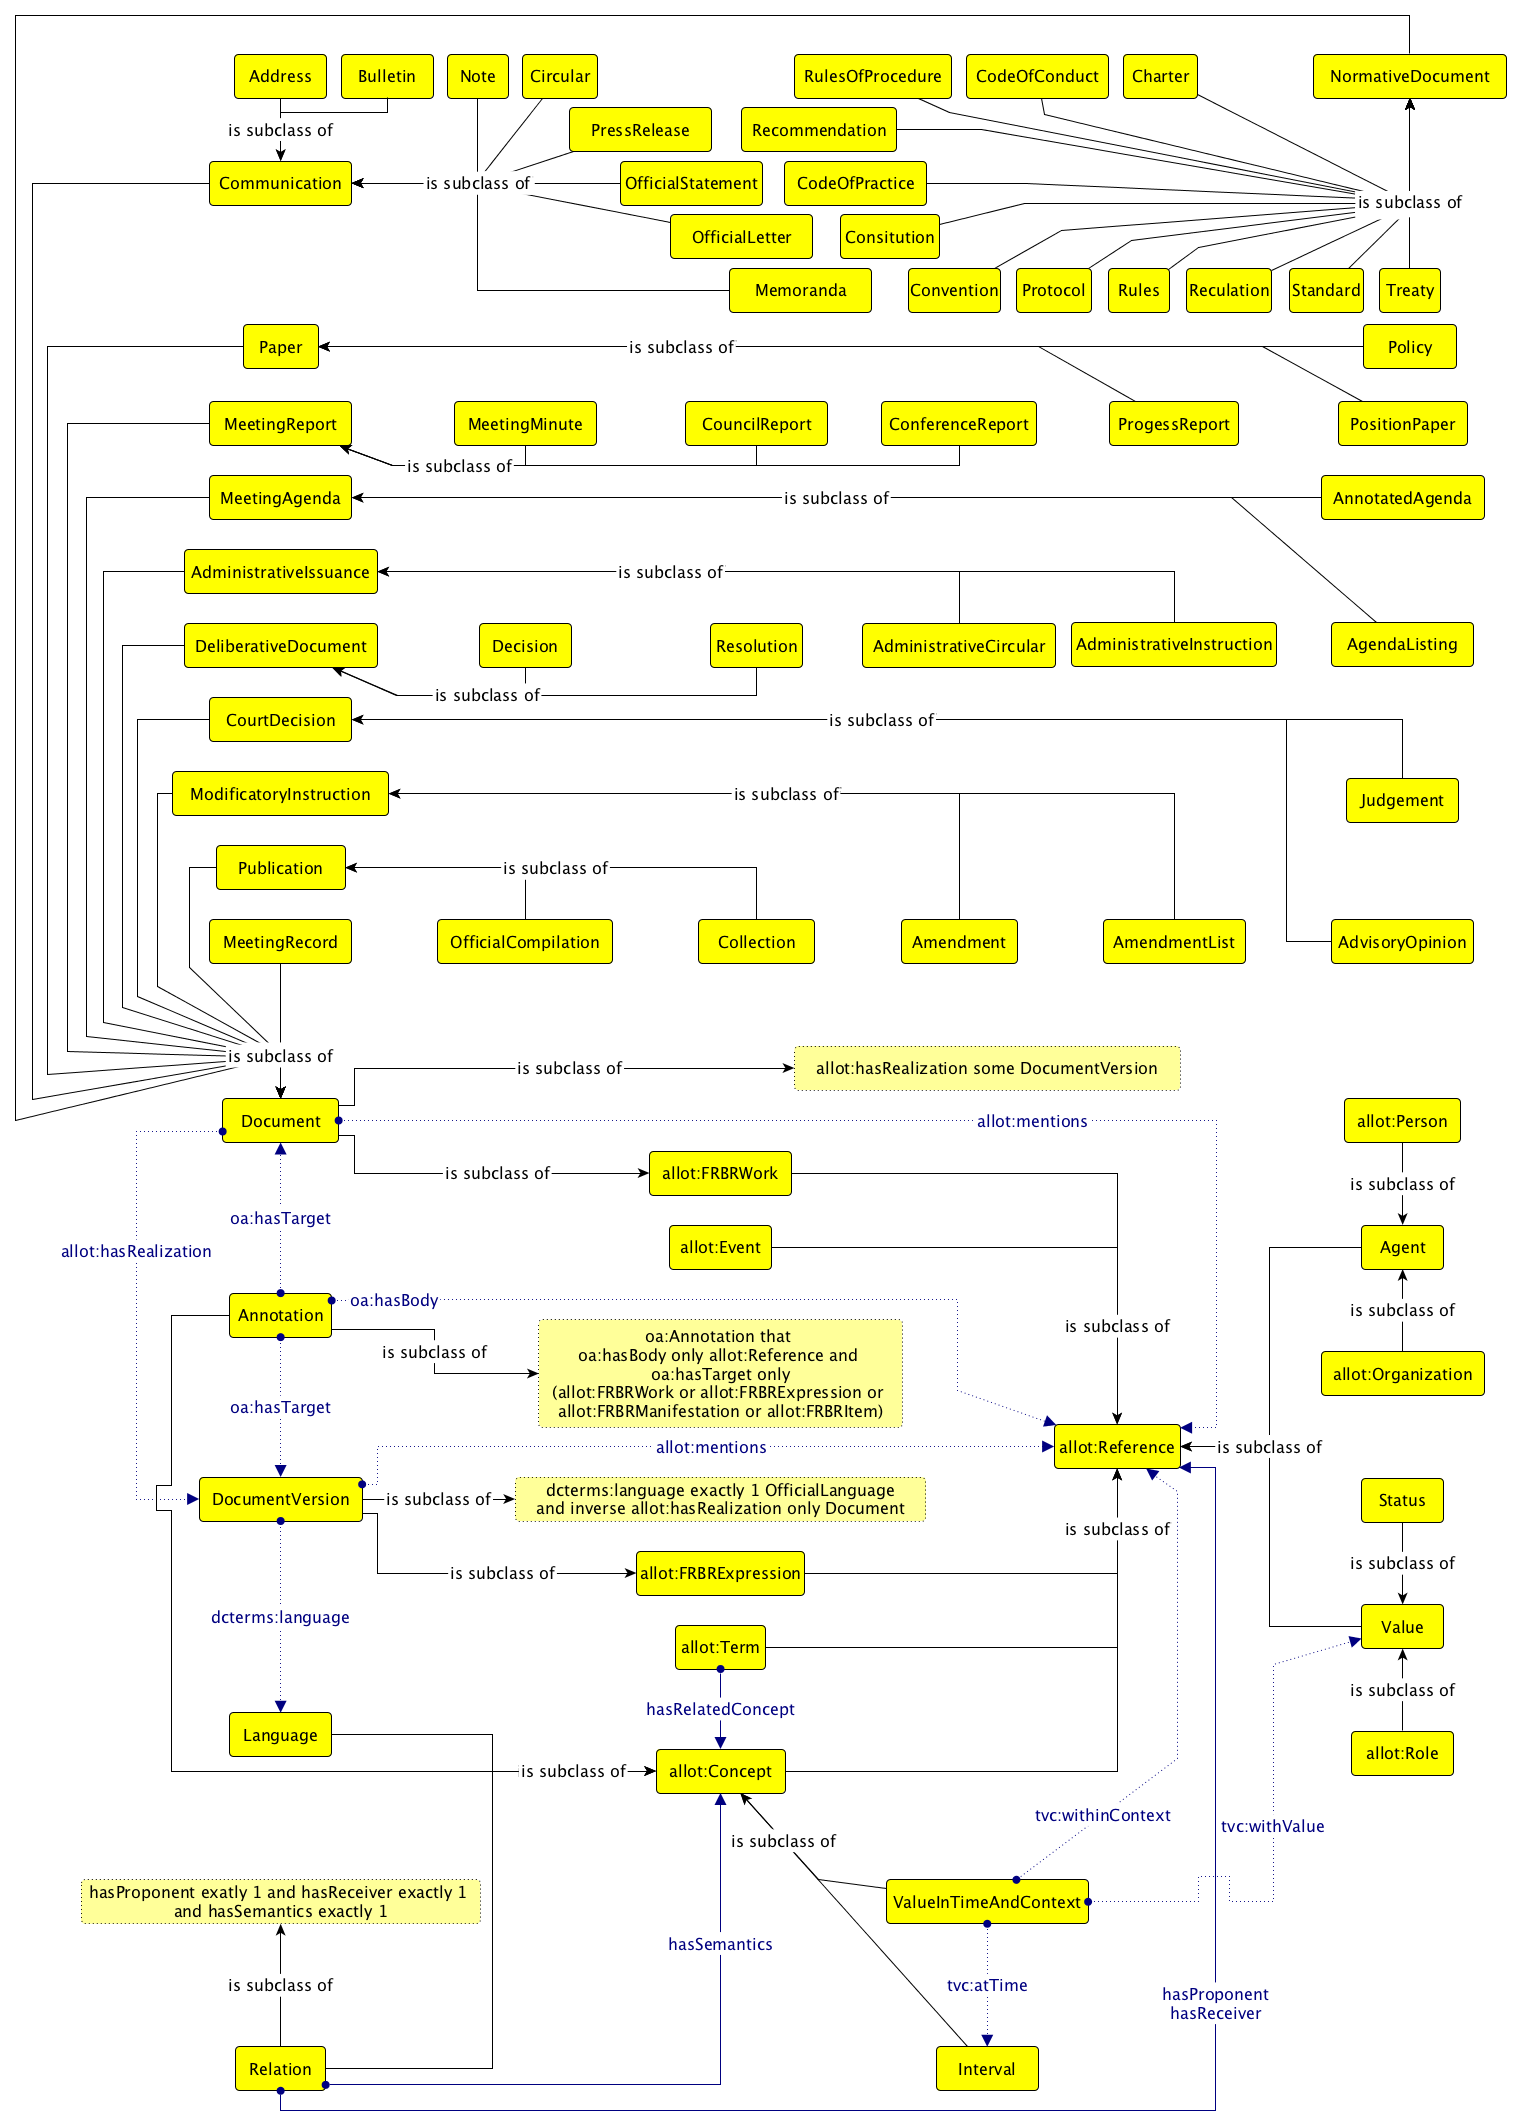 Address
Bulletin
Note
Circular
RulesOfProcedure
CodeOfConduct
Charter
NormativeDocument
is subclass of
PressRelease
Recommendation
Communication
is subclass of
OfficialStatement
CodeOfPractice
is subclass of
OfficialLetter
Consitution
Memoranda
Convention
Protocol
Rules
Reculation
Standard
Treaty
Paper
is subclass of
Policy
MeetingReport
MeetingMinute
CouncilReport
ConferenceReport
ProgessReport
PositionPaper
is subclass of
MeetingAgenda
is subclass of
AnnotatedAgenda
AdministrativeIssuance
is subclass of
DeliberativeDocument
Decision
Resolution
AdministrativeCircular
AdministrativeInstruction
AgendaListing
is subclass of
CourtDecision
is subclass of
ModificatoryInstruction
is subclass of
Judgement
Publication
is subclass of
MeetingRecord
OfficialCompilation
Collection
Amendment
AmendmentList
AdvisoryOpinion
is subclass of
is subclass of
allot:hasRealization some DocumentVersion
Document
allot:mentions
allot:Person
is subclass of
allot:FRBRWork
is subclass of
oa:hasTarget
allot:hasRealization
allot:Event
Agent
oa:hasBody
Annotation
is subclass of
is subclass of
is subclass of
oa:Annotation that
oa:hasBody only allot:Reference and
oa:hasTarget only
(allot:FRBRWork or allot:FRBRExpression or
allot:FRBRManifestation or allot:FRBRItem)
allot:Organization
oa:hasTarget
allot:mentions
allot:Reference
is subclass of
DocumentVersion
is subclass of
dcterms:language exactly 1 OfficialLanguage
and inverse allot:hasRealization only Document
Status
is subclass of
is subclass of
is subclass of
allot:FRBRExpression
dcterms:language
allot:Term
Value
hasRelatedConcept
is subclass of
Language
allot:Role
is subclass of
allot:Concept
tvc:withinContext
tvc:withValue
is subclass of
hasProponent exatly 1 and hasReceiver exactly 1
and hasSemantics exactly 1
ValueInTimeAndContext
hasSemantics
is subclass of
tvc:atTime
hasProponent
hasReceiver
Relation
Interval